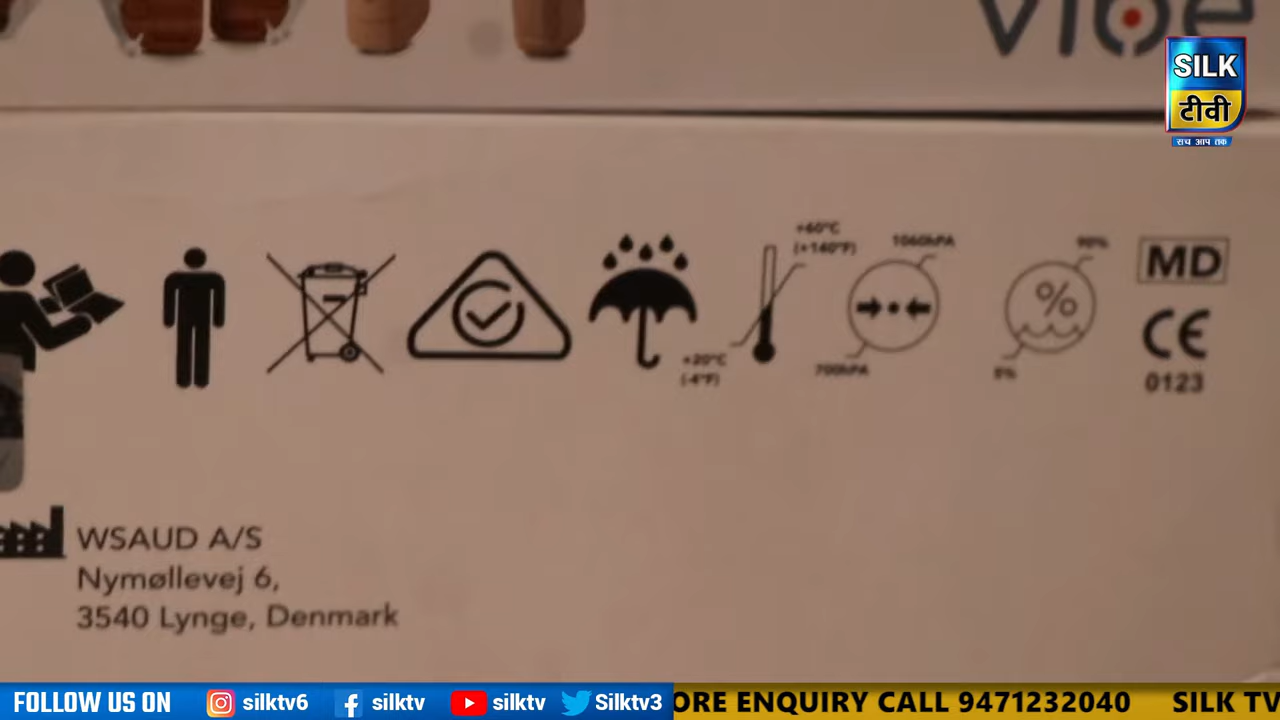 vibe
SILK
टीवी
सच आप तक
+60°C
(+140°F)
1060hPA
90%
MD
%
CE
+20°C
(-4°F)
700hPA
5%
0123
WSAUD A/S
Nymøllevej 6,
3540 Lynge, Denmark
FOLLOW US ON silktv6 silktv silktv Silktv3
ORE ENQUIRY CALL 9471232040 SILK TV